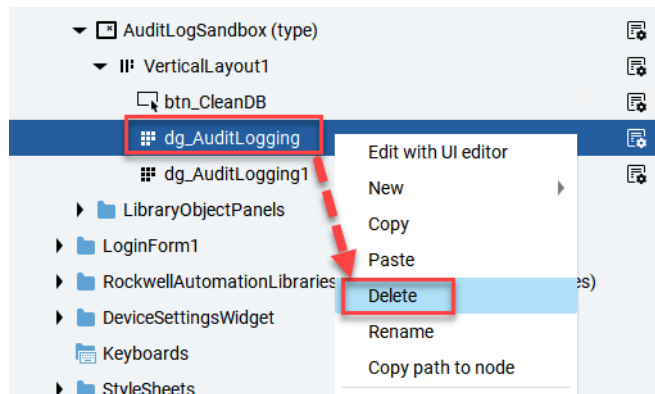 AuditLogSandbox (type)
VerticalLayout1
btn_CleanDB
dg_AuditLogging
dg_AuditLogging1
LibraryObjectPanels
LoginForm1
RockwellAutomationLibraries
es)
DeviceSettingsWidget
Keyboards
StyleSheets
Edit with UI editor
New
Copy
Paste
Delete
Rename
Copy path to node